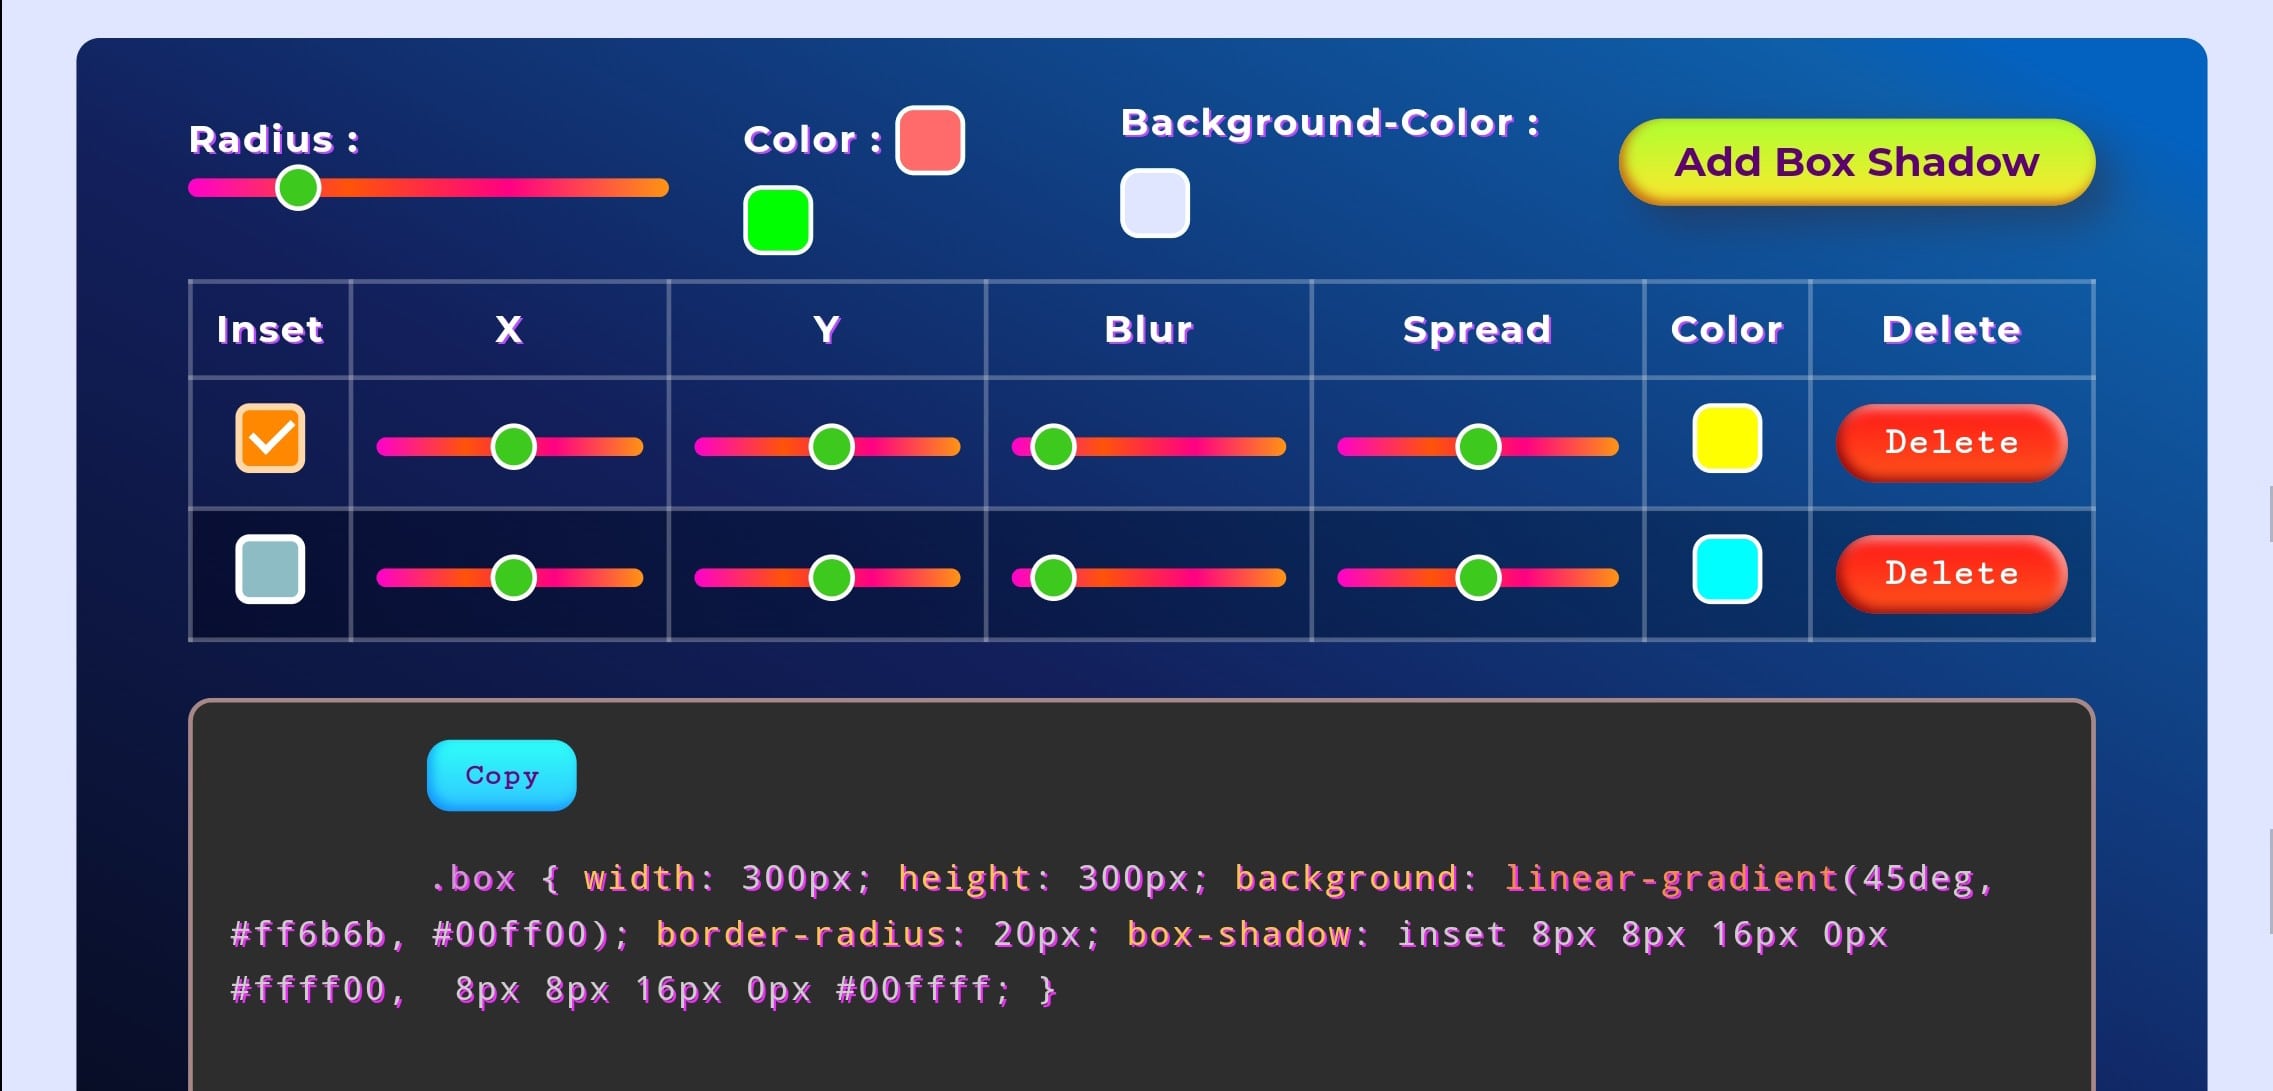 Radius :
Color :
Background-Color :
Add Box Shadow
Inset X Y Blur Spread Color Delete
Delete
Delete
Copy
.box { width: 300px; height: 300px; background: linear-gradient(45deg,
#ff6b6b, #00ff00); border-radius: 20px; box-shadow: inset 8px 8px 16px 0px
#ffff00,  8px 8px 16px 0px #00ffff; }